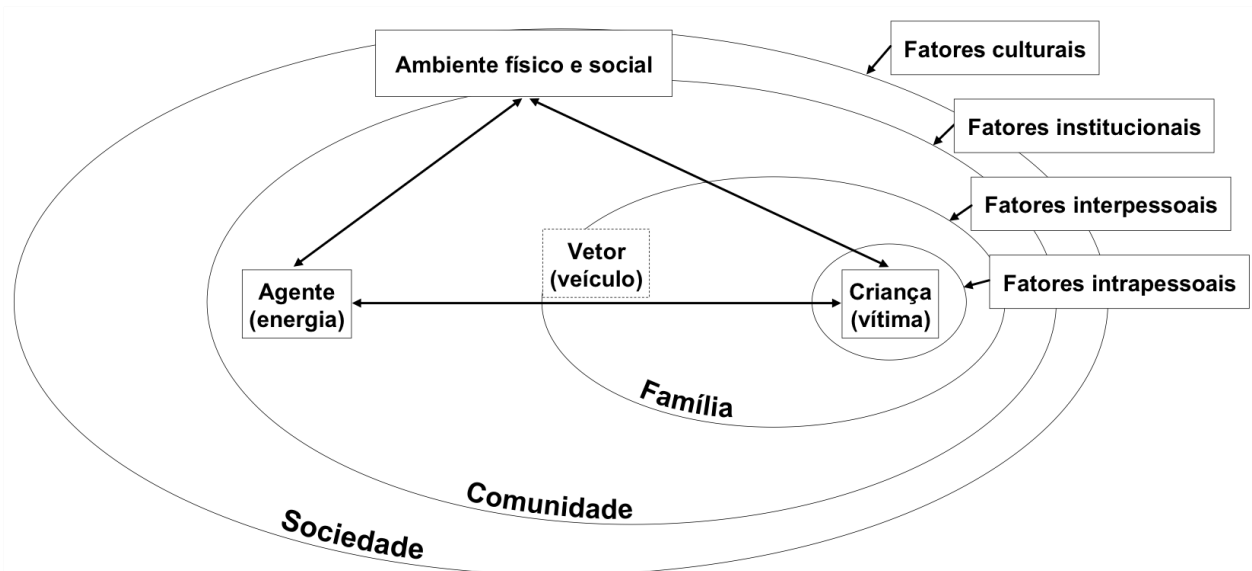 Ambiente físico e social
Fatores culturais
Fatores institucionais
Fatores interpessoais
Fatores intrapessoais
Vetor
(veículo)
Agente
(energia)
Criança
(vítima)
Família
Comunidade
Sociedade